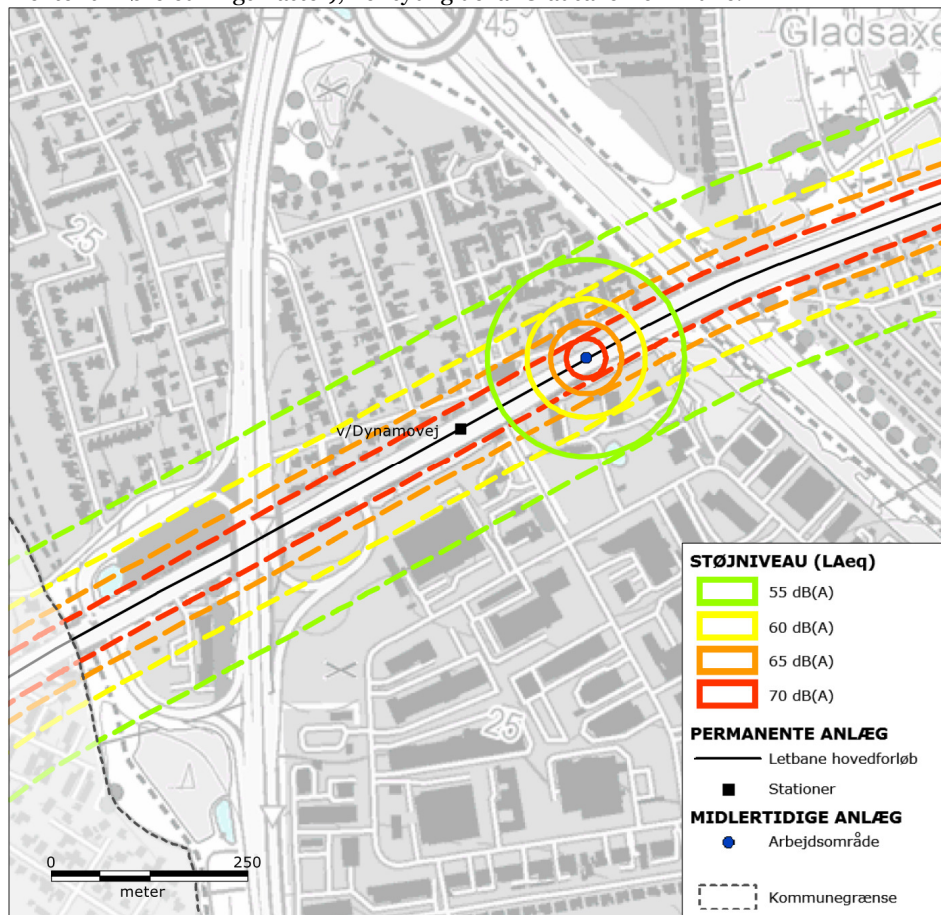 45
Gladsaxe
25
v/Dynamovej
25
STØJNIVEAU (LAeq)
55 dB(A)
60 dB(A)
65 dB(A)
70 dB(A)
PERMANENTE ANLÆG
Letbane hovedforløb
Stationer
MIDLERTIDIGE ANLÆG
Arbejdsområde
Kommunegrænse
0 250
meter